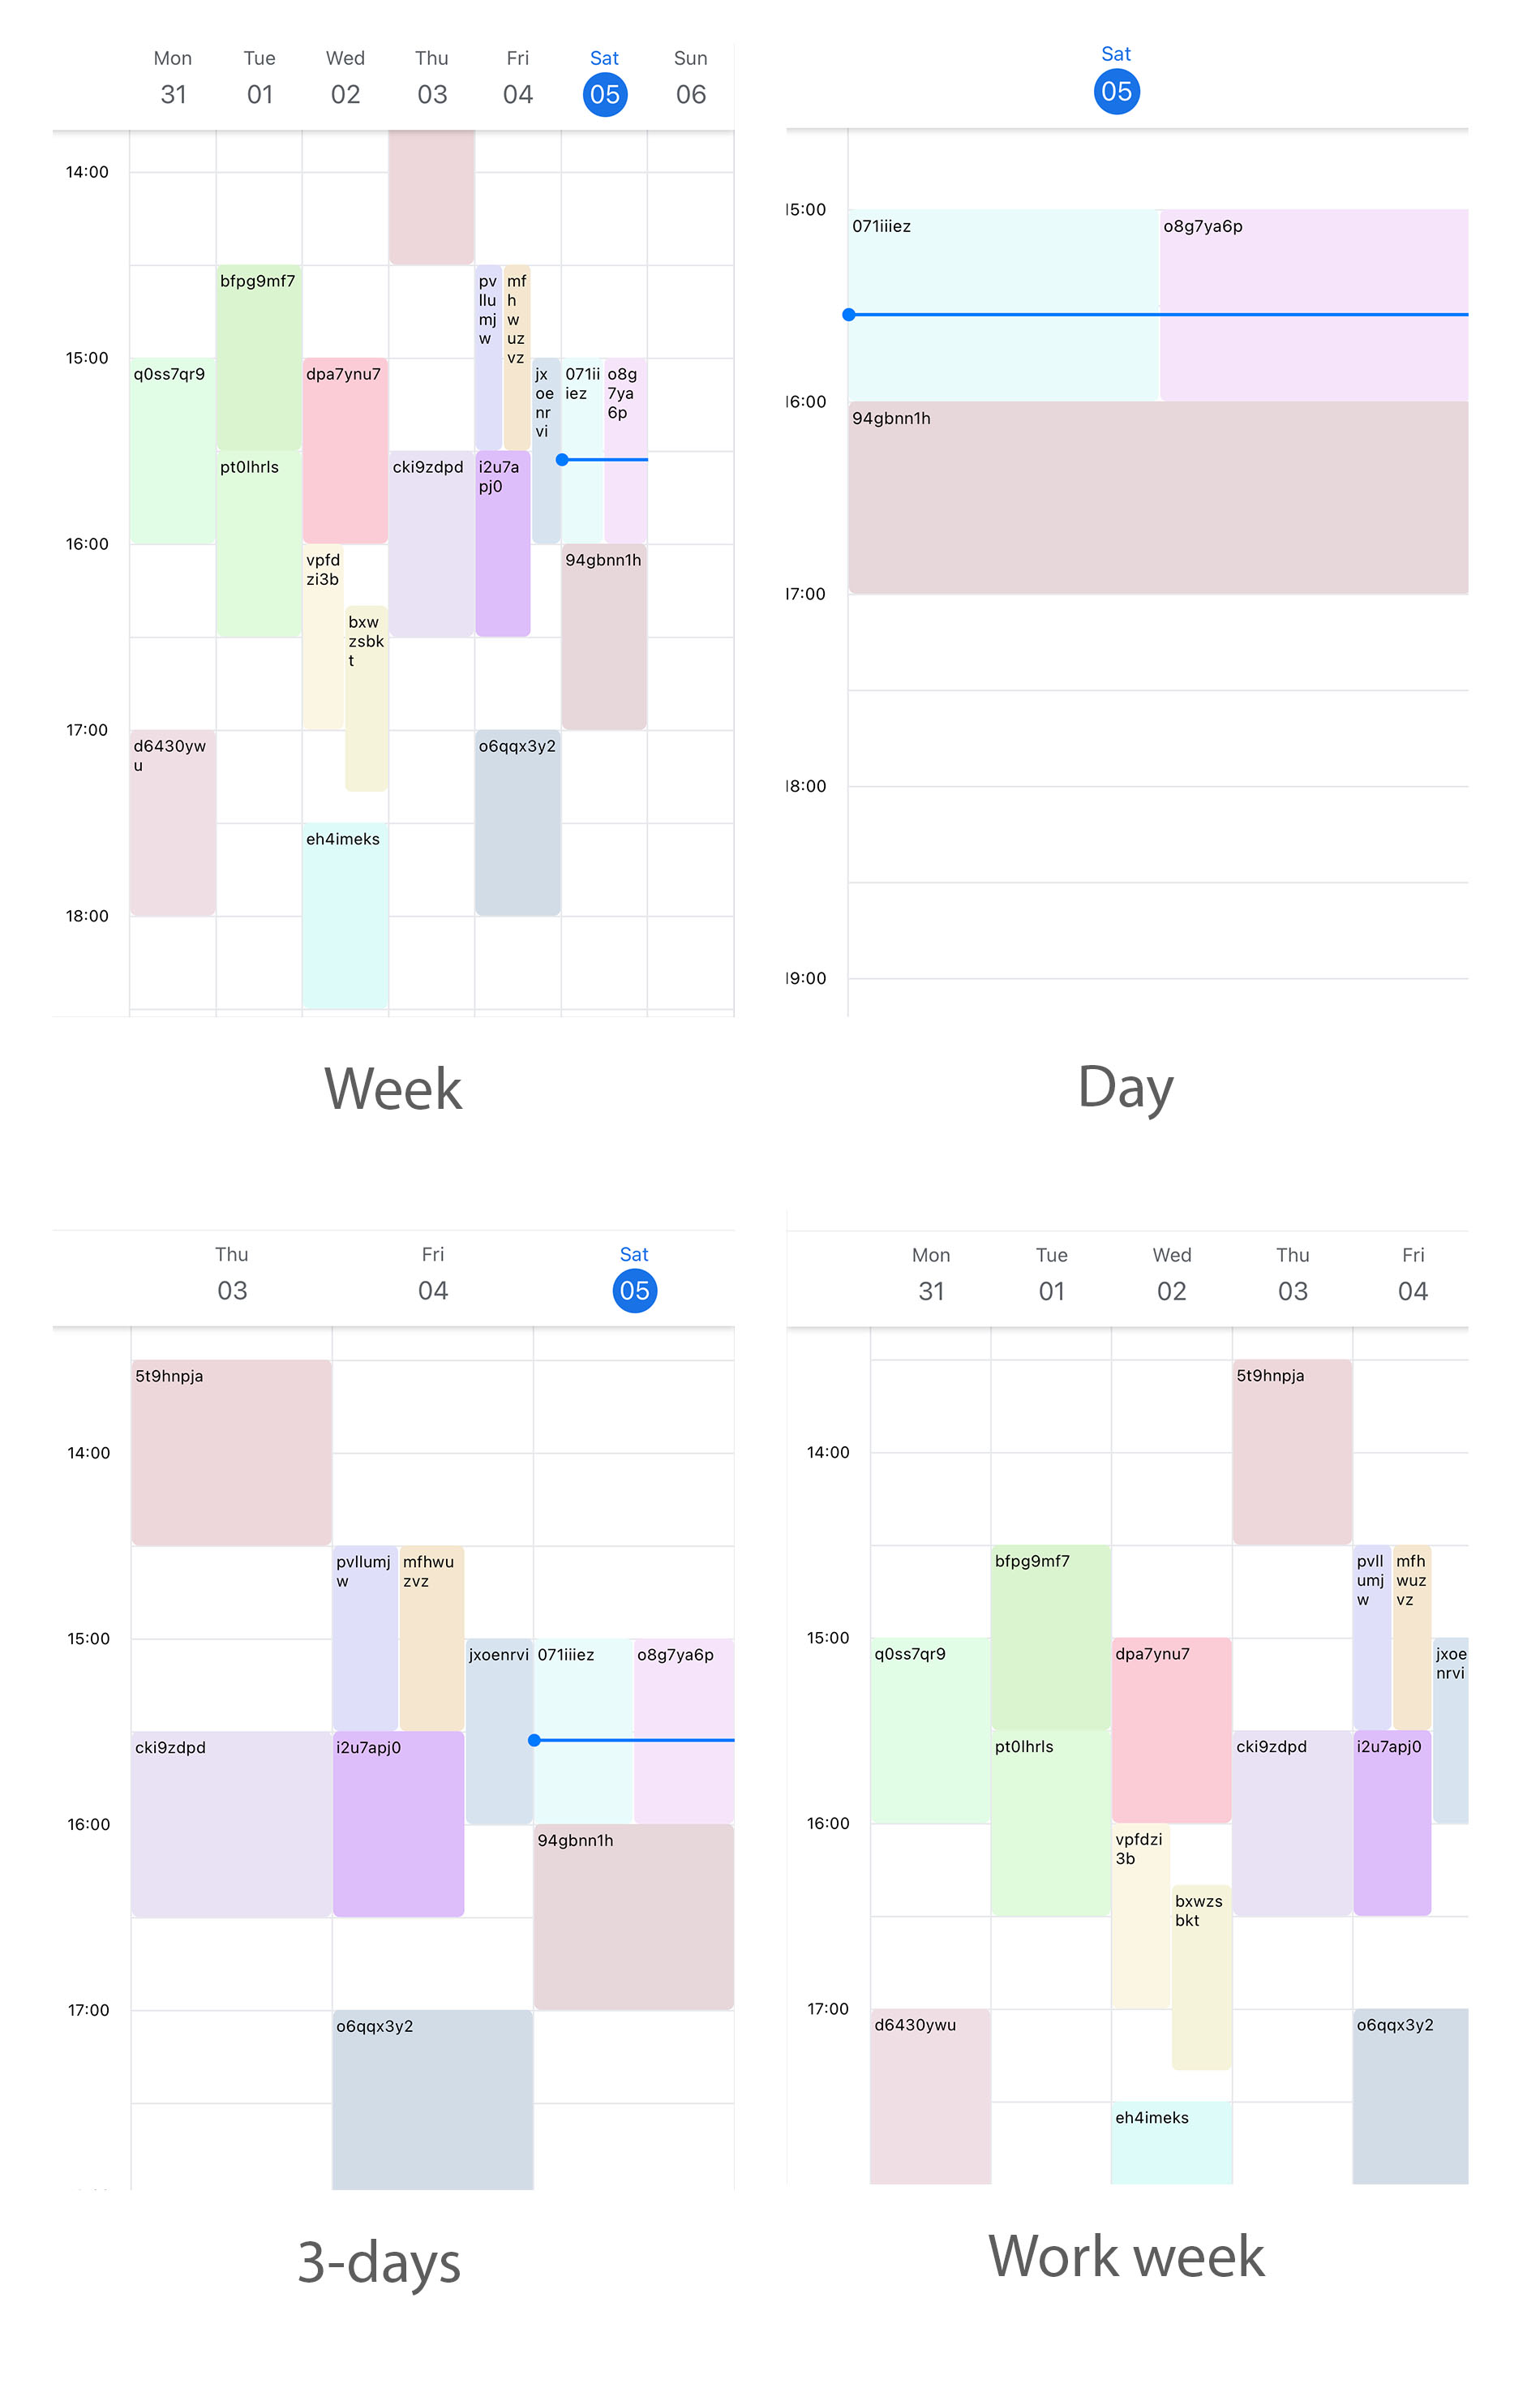 Mon Tue Wed Thu Fri Sat Sun
31 01 02 03 04 05 06
14:00
15:00
16:00
17:00
18:00
q0ss7qr9
d6430yw
u
bfpg9mf7
pt0lhrls
dpa7ynu7
vpfd
zi3b
bxw
zsbk
t
eh4imeks
cki9zdpd
pv
llu
mj
w
mf
h
w
uz
vz
jx
oe
nr
vi
i2u7a
pj0
o6qqx3y2
071ii
iez
o8g
7ya
6p
94gbnn1h
Week
Sat
05
15:00
16:00
17:00
18:00
19:00
071iiiez
o8g7ya6p
94gbnn1h
Day
Thu Fri Sat
03 04 05
14:00
15:00
16:00
17:00
5t9hnpja
cki9zdpd
pvllumj
w
mfhwu
zvz
jxoenrvi
i2u7apj0
o6qqx3y2
071iiiez
o8g7ya6p
94gbnn1h
3-days
Mon Tue Wed Thu Fri
31 01 02 03 04
14:00
15:00
16:00
17:00
q0ss7qr9
d6430ywu
bfpg9mf7
pt0lhrls
dpa7ynu7
vpfdzi
3b
bxwzs
bkt
eh4imeks
5t9hnpja
cki9zdpd
pvll
umj
w
mfh
wuz
vz
jxoe
nrvi
i2u7apj0
o6qqx3y2
Work week